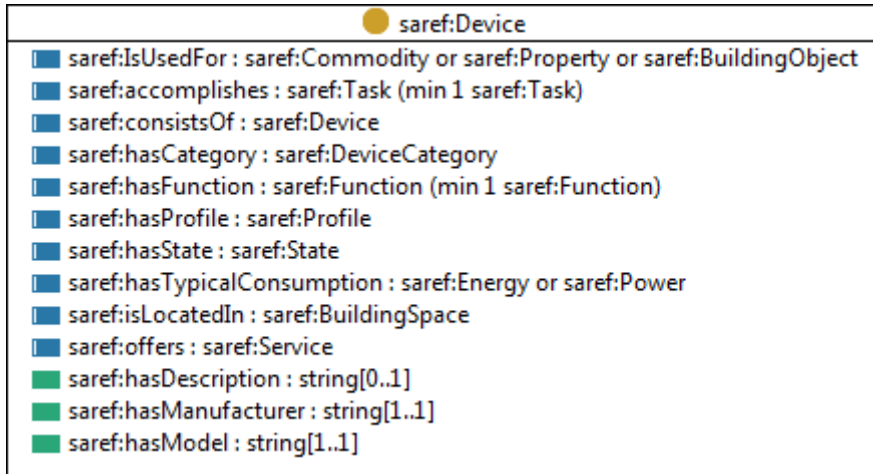 saref:Device
saref:IsUsedFor : saref:Commodity or saref:Property or saref:BuildingObject
saref:accomplishes : saref:Task (min 1 saref:Task)
saref:consistsOf : saref:Device
saref:hasCategory : saref:DeviceCategory
saref:hasFunction : saref:Function (min 1 saref:Function)
saref:hasProfile : saref:Profile
saref:hasState : saref:State
saref:hasTypicalConsumption : saref:Energy or saref:Power
saref:isLocatedIn : saref:BuildingSpace
saref:offers : saref:Service
saref:hasDescription : string[0..1]
saref:hasManufacturer : string[1..1]
saref:hasModel : string[1..1]